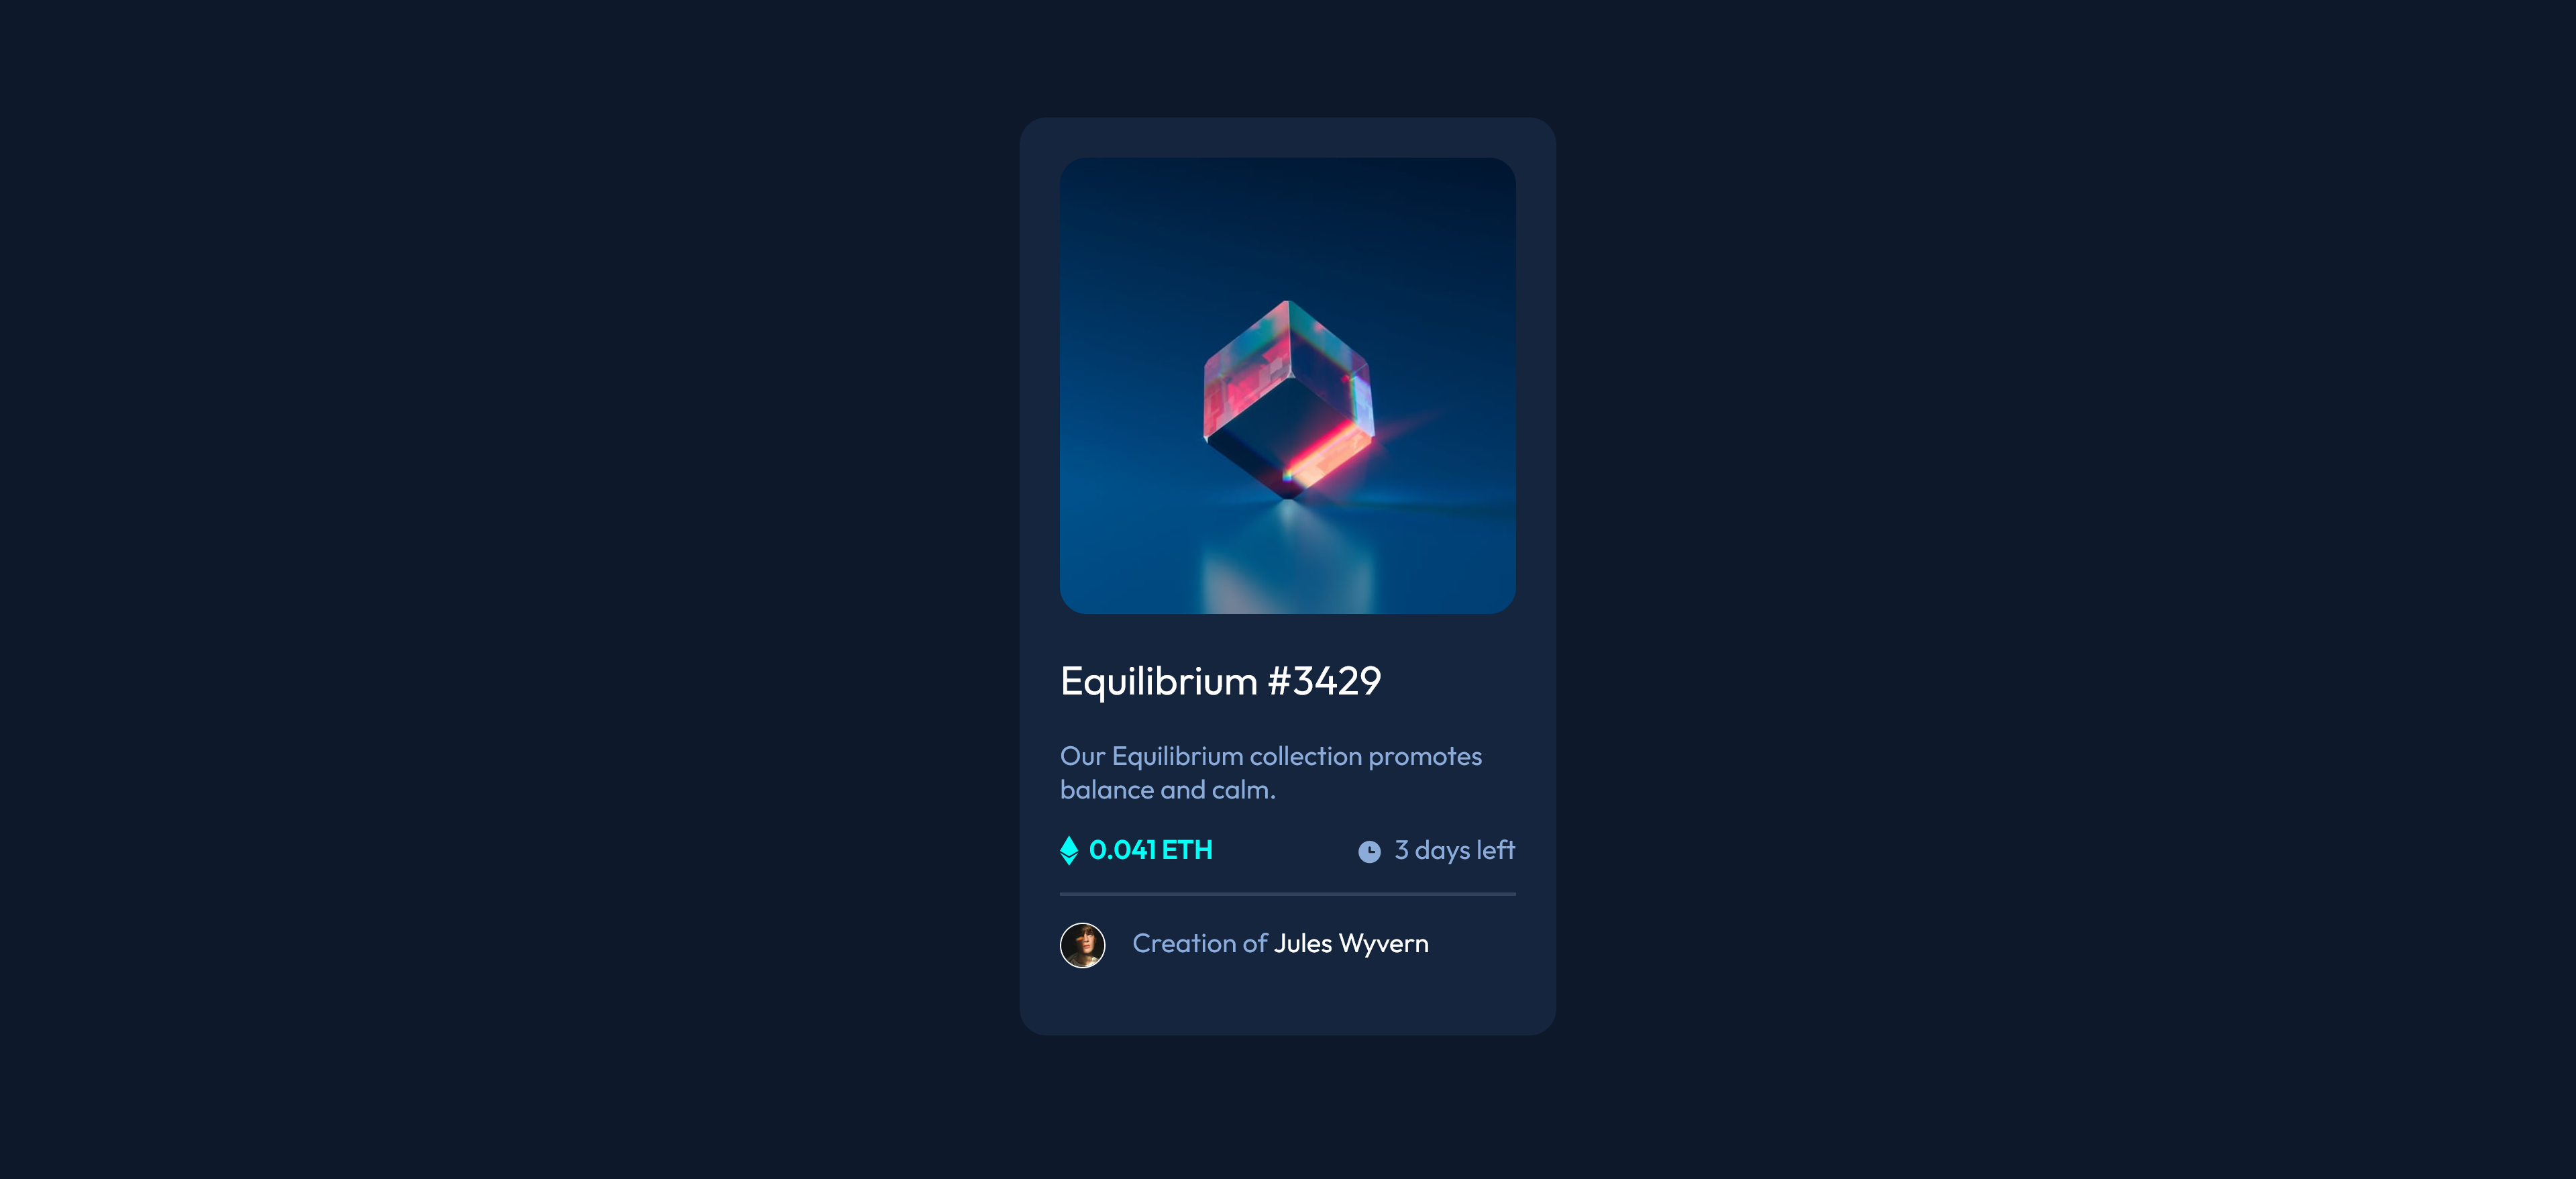 Equilibrium #3429
Our Equilibrium collection promotes
balance and calm.
0.041 ETH
3 days left
Creation of Jules Wyvern